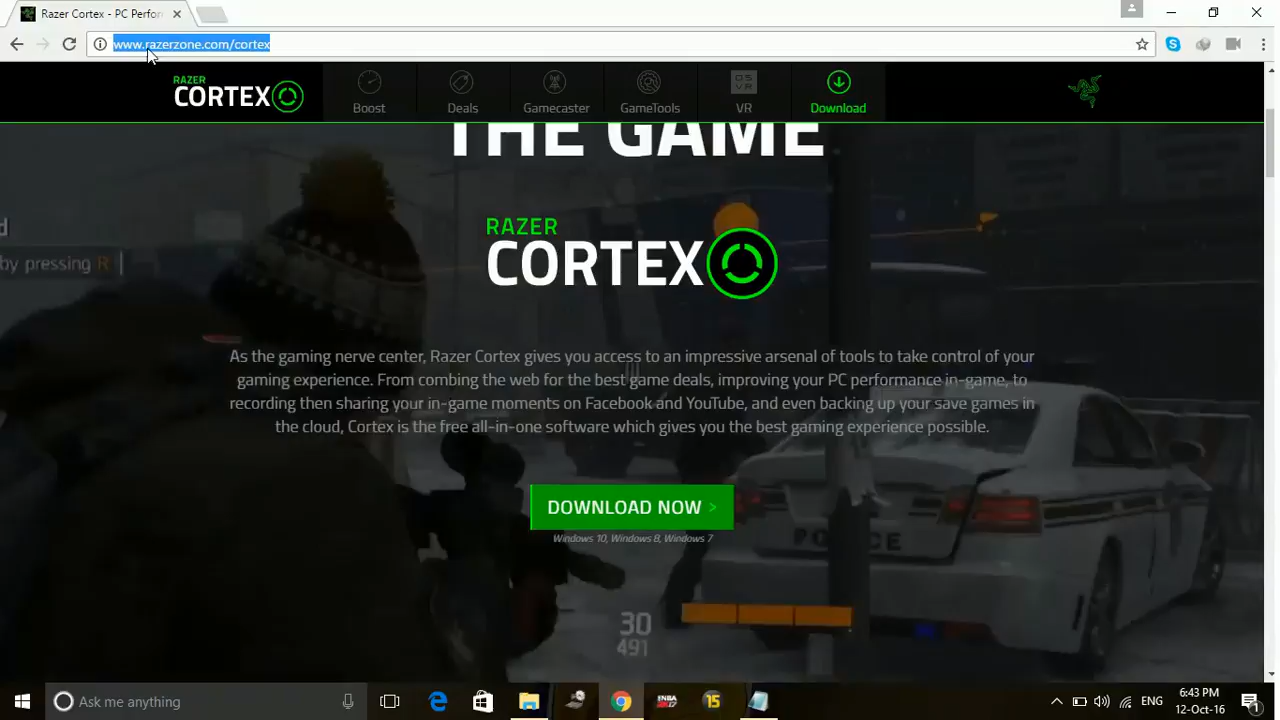 Razer Cortex - PC Perfor
www.razerzone.com/cortex
RAZER
CORTEX
Boost
Deals
Gamecaster
GameTools
VR
Download
THE GAME
d
by pressing R
RAZER
CORTEX
As the gaming nerve center, Razer Cortex gives you access to an impressive arsenal of tools to take control of your
gaming experience. From combing the web for the best game deals, improving your PC performance in-game, to
recording then sharing your in-game moments on Facebook and YouTube, and even backing up your save games in
the cloud, Cortex is the free all-in-one software which gives you the best gaming experience possible.
DOWNLOAD NOW >
Windows 10, Windows 8, Windows 7
POLICE
30
491
Ask me anything
15
ENG
6:43 PM
12-Oct-16